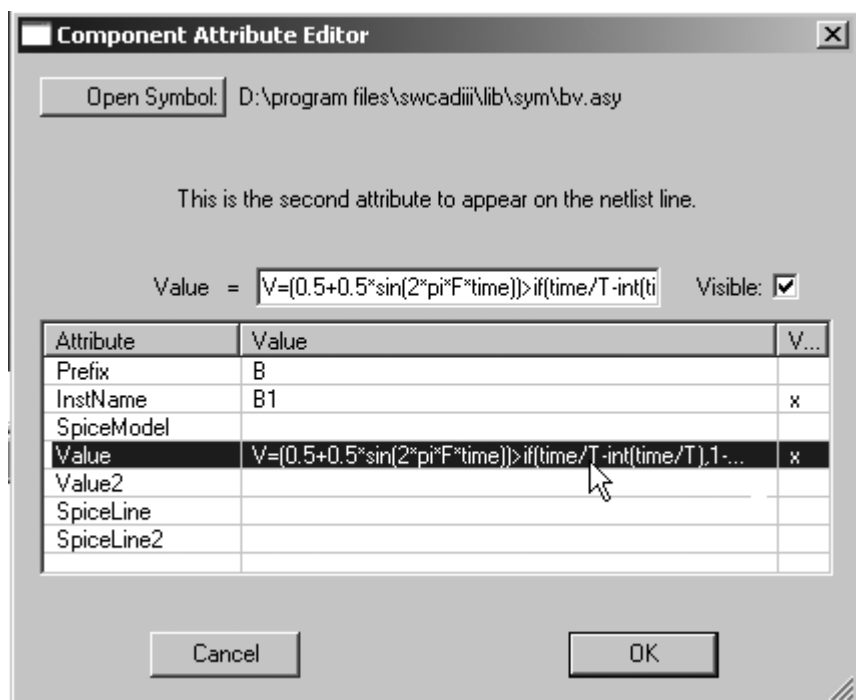 Component Attribute Editor
Open Symbol: D:\program files\swcadiii\lib\sym\bv.asy
This is the second attribute to appear on the netlist line.
Value = V=(0.5+0.5*sin(2*pi*F*time))>if(time/T-int(ti Visible:
Attribute Value V...
Prefix B
InstName B1 x
SpiceModel
Value V=(0.5+0.5*sin(2*pi*F*time))>if(time/T-int(time/T),1-... x
Value2
SpiceLine
SpiceLine2
Cancel OK